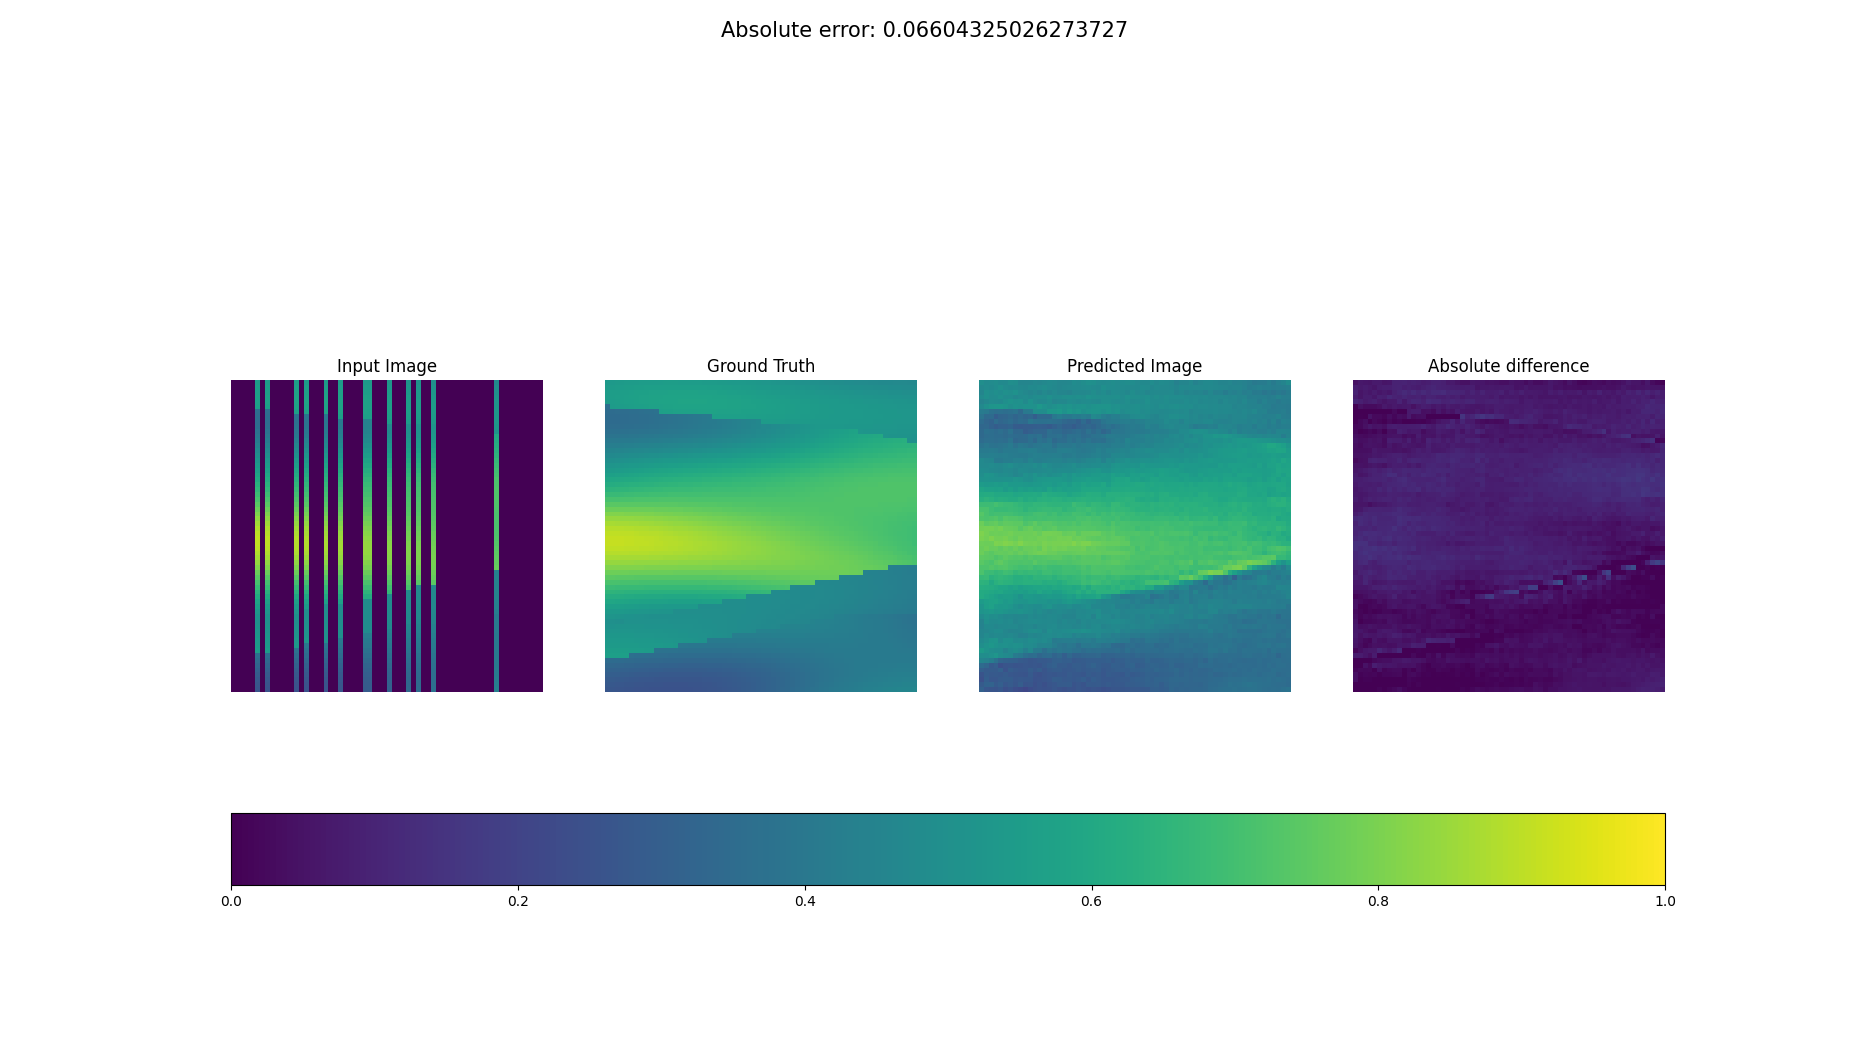 Absolute error: 0.06604325026273727
Input Image
Ground Truth
Predicted Image
Absolute difference
0.0
0.2
0.4
0.6
0.8
1.0